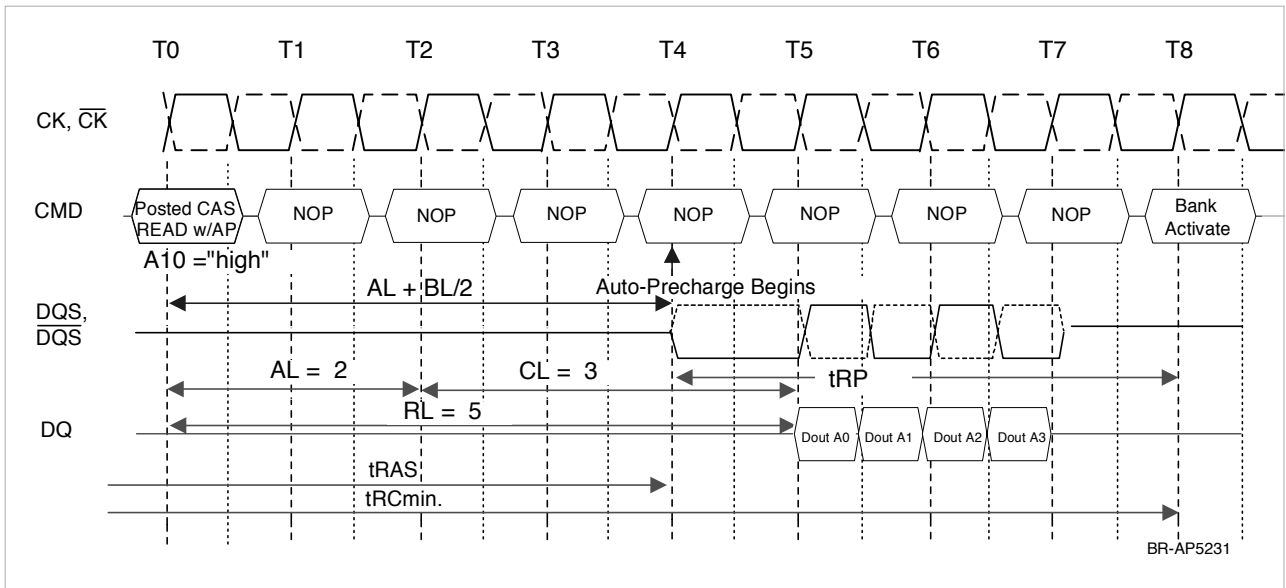 T0 T1 T2 T3 T4 T5 T6 T7 T8
CK, C̅K̅
CMD
Posted CAS
READ w/AP
NOP
NOP
NOP
NOP
NOP
NOP
NOP
Bank
Activate
A10 ="high"
AL + BL/2
Auto-Precharge Begins
DQS,
D̅Q̅S̅
AL = 2
CL = 3
tRP
RL = 5
DQ
Dout A0
Dout A1
Dout A2
Dout A3
tRAS
tRCmin.
BR-AP5231